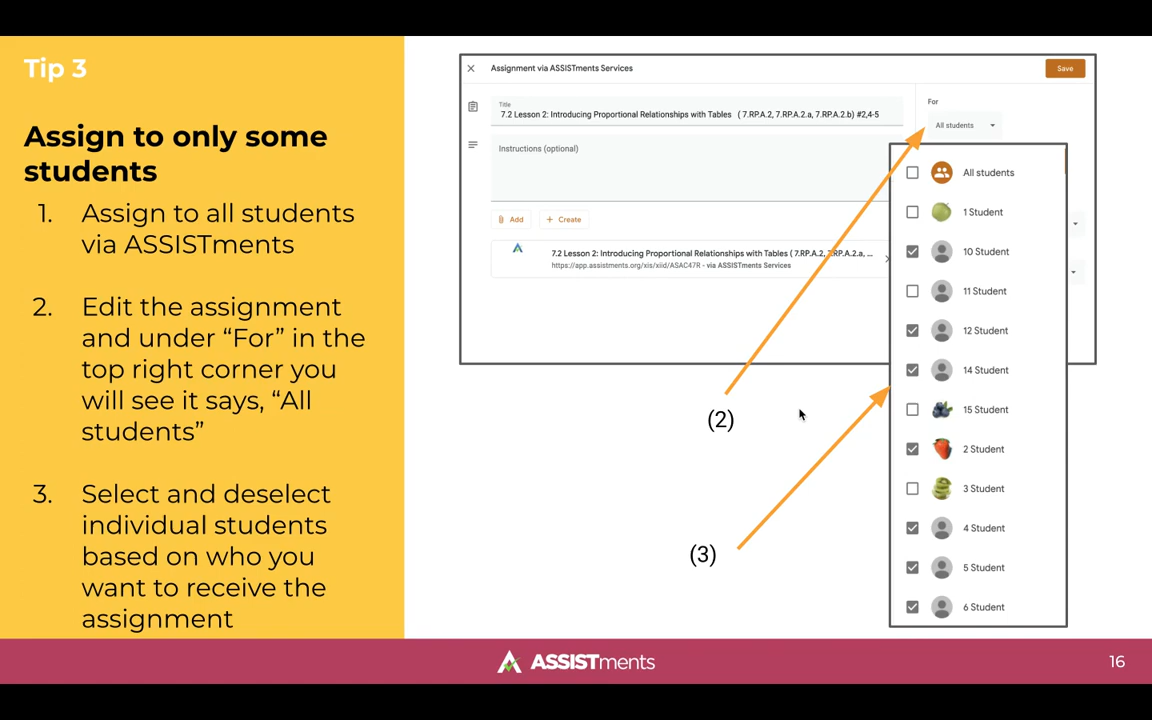 Tip 3
Assign to only some
students
1. Assign to all students
via ASSISTments
2. Edit the assignment
and under “For” in the
top right corner you
will see it says, “All
students”
3. Select and deselect
individual students
based on who you
want to receive the
assignment
Assignment via ASSISTments Services
Save
Title
7.2 Lesson 2: Introducing Proportional Relationships with Tables ( 7.RP.A.2, 7.RP.A.2.a, 7.RP.A.2.b) #2,4-5
Instructions (optional)
Add
+ Create
7.2 Lesson 2: Introducing Proportional Relationships with Tables ( 7.RP.A.2, 7.RP.A.2.a, ...
https://app.assistments.org/xis/xiid/ASAC47R - via ASSISTments Services
For
All students
All students
1 Student
10 Student
11 Student
12 Student
14 Student
15 Student
2 Student
3 Student
4 Student
5 Student
6 Student
(2)
(3)
ASSISTments
16